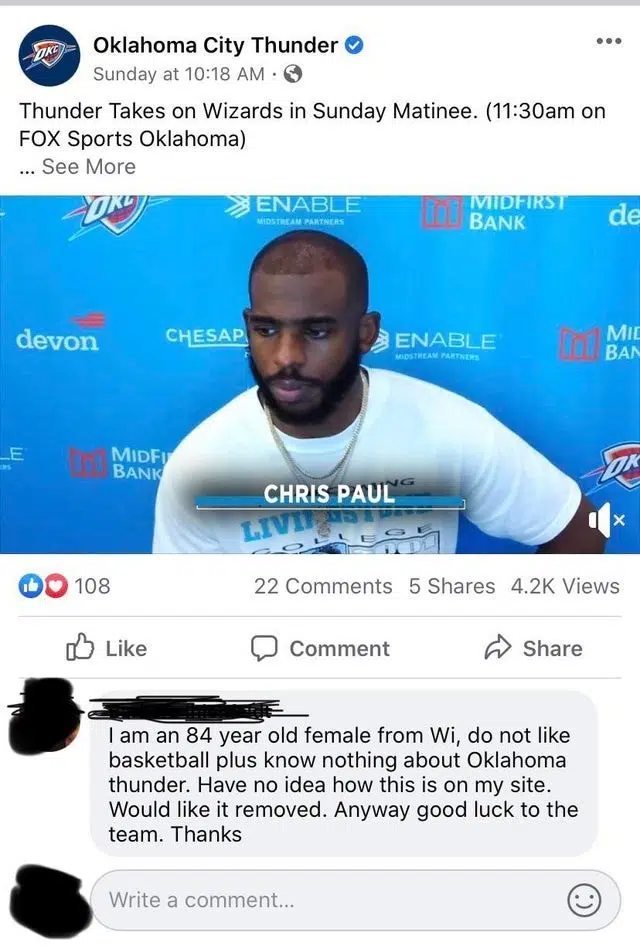 Oklahoma City Thunder
Sunday at 10:18 AM ·
Thunder Takes on Wizards in Sunday Matinee. (11:30am on
FOX Sports Oklahoma)
... See More
OKC
ENABLE
MIDSTREAM PARTNERS
MIDFIRST
BANK
de
devon
CHESAP
ENABLE
MIDSTREAM PARTNERS
MID
BAN
LE
MIDFI
BANK
OK
CHRIS PAUL
COLLEGE
108
22 Comments 5 Shares 4.2K Views
Like
Comment
Share
I am an 84 year old female from Wi, do not like
basketball plus know nothing about Oklahoma
thunder. Have no idea how this is on my site.
Would like it removed. Anyway good luck to the
team. Thanks
Write a comment...